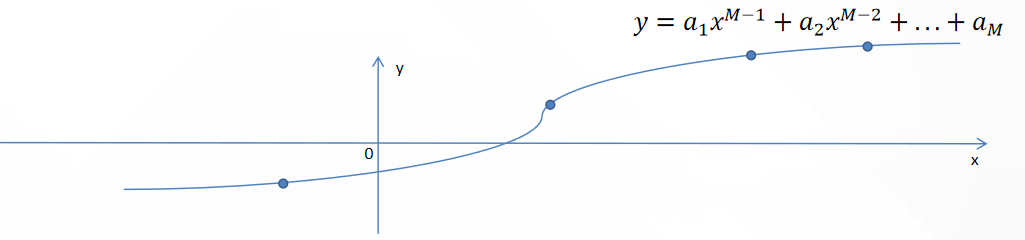 y = a₁x^{M−1} + a₂x^{M−2} + … + a_M
y
0
x